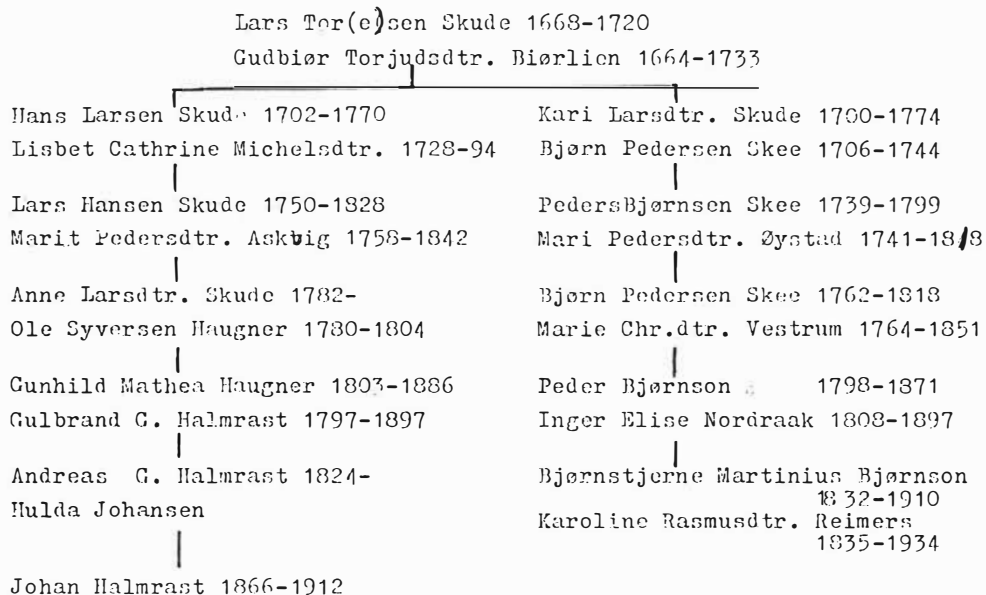 Lars Tor(e)sen Skude 1668-1720
Gudbiør Torjudsdtr. Biørlien 1664-1733
Hans Larsen Skude 1702-1770
Lisbet Cathrine Michelsdtr. 1728-94
Lars Hansen Skude 1750-1828
Marit Pedersdtr. Askvig 1758-1842
Anne Larsdtr. Skude 1782-
Ole Syversen Haugner 1780-1804
Gunhild Mathea Haugner 1803-1886
Gulbrand G. Halmrast 1797-1897
Andreas G. Halmrast 1824-
Hulda Johansen
Johan Halmrast 1866-1912
Kari Larsdtr. Skude 1700-1774
Bjørn Pedersen Skee 1706-1744
PedersBjørnsen Skee 1739-1799
Mari Pedersdtr. Øystad 1741-1818
Bjørn Pedersen Skee 1762-1818
Marie Chr.dtr. Vestrum 1764-1851
Peder Bjørnson 1798-1871
Inger Elise Nordraak 1808-1897
Bjørnstjerne Martinius Bjørnson
1832-1910
Karoline Rasmusdtr. Reimers
1835-1934